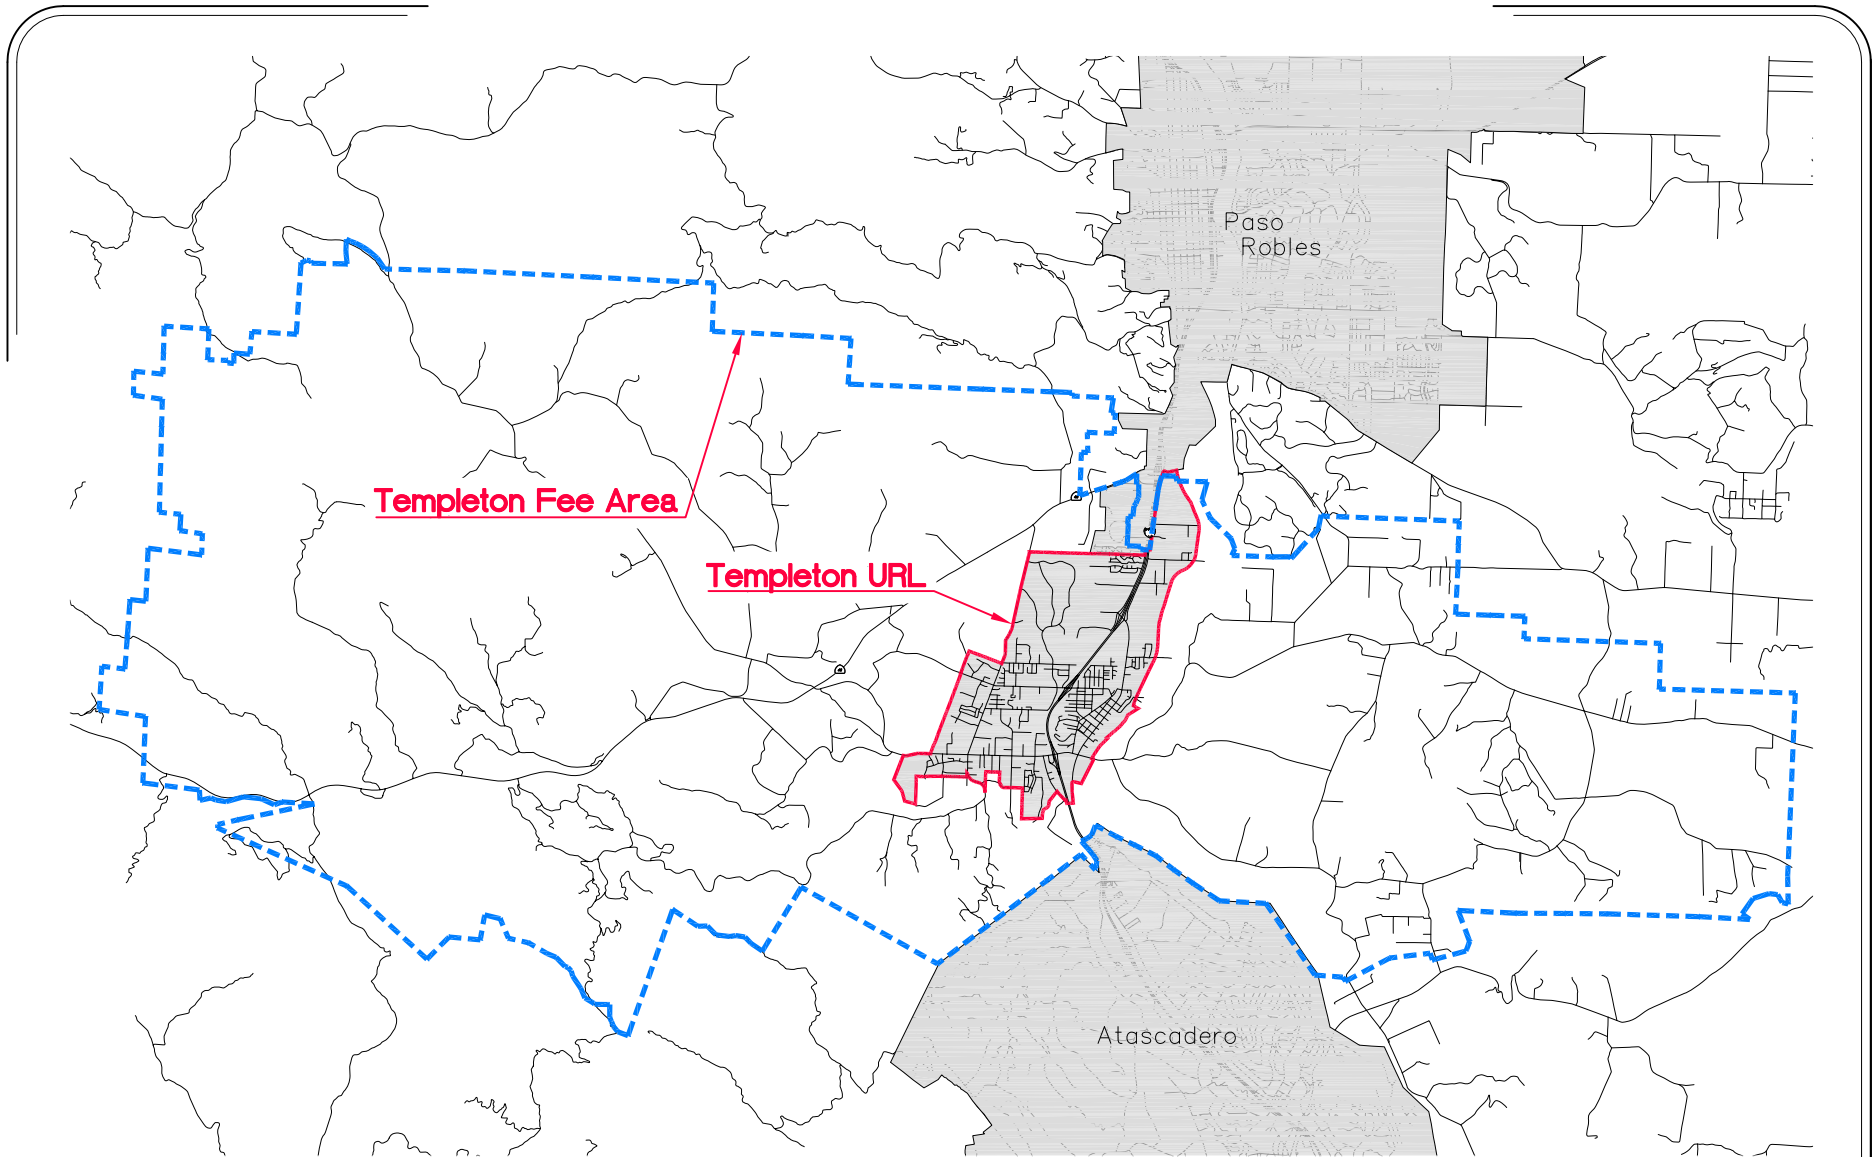 Paso
Robles
Templeton Fee Area
Templeton URL
Atascadero